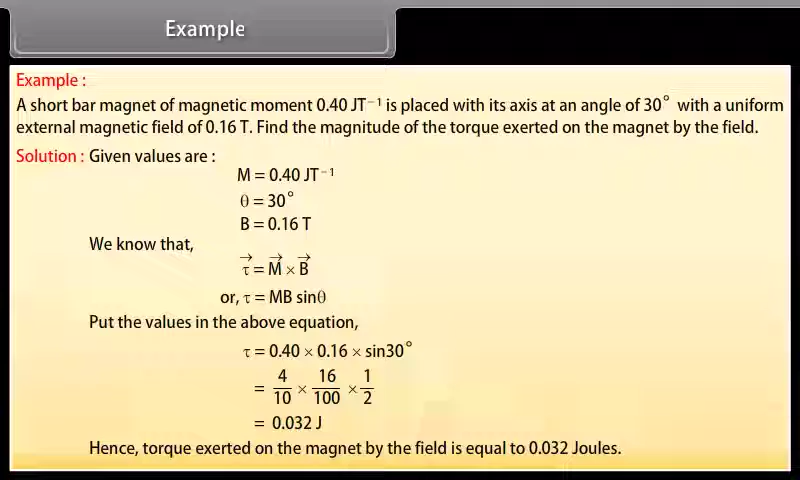 Example
Example :
A short bar magnet of magnetic moment 0.40 JT⁻¹ is placed with its axis at an angle of 30° with a uniform
external magnetic field of 0.16 T. Find the magnitude of the torque exerted on the magnet by the field.
Solution : Given values are :
M = 0.40 JT⁻¹
θ = 30°
B = 0.16 T
We know that,
τ⃗ = M⃗ × B⃗
or, τ = MB sinθ
Put the values in the above equation,
τ = 0.40 × 0.16 × sin30°
= 4/10 × 16/100 × 1/2
= 0.032 J
Hence, torque exerted on the magnet by the field is equal to 0.032 Joules.